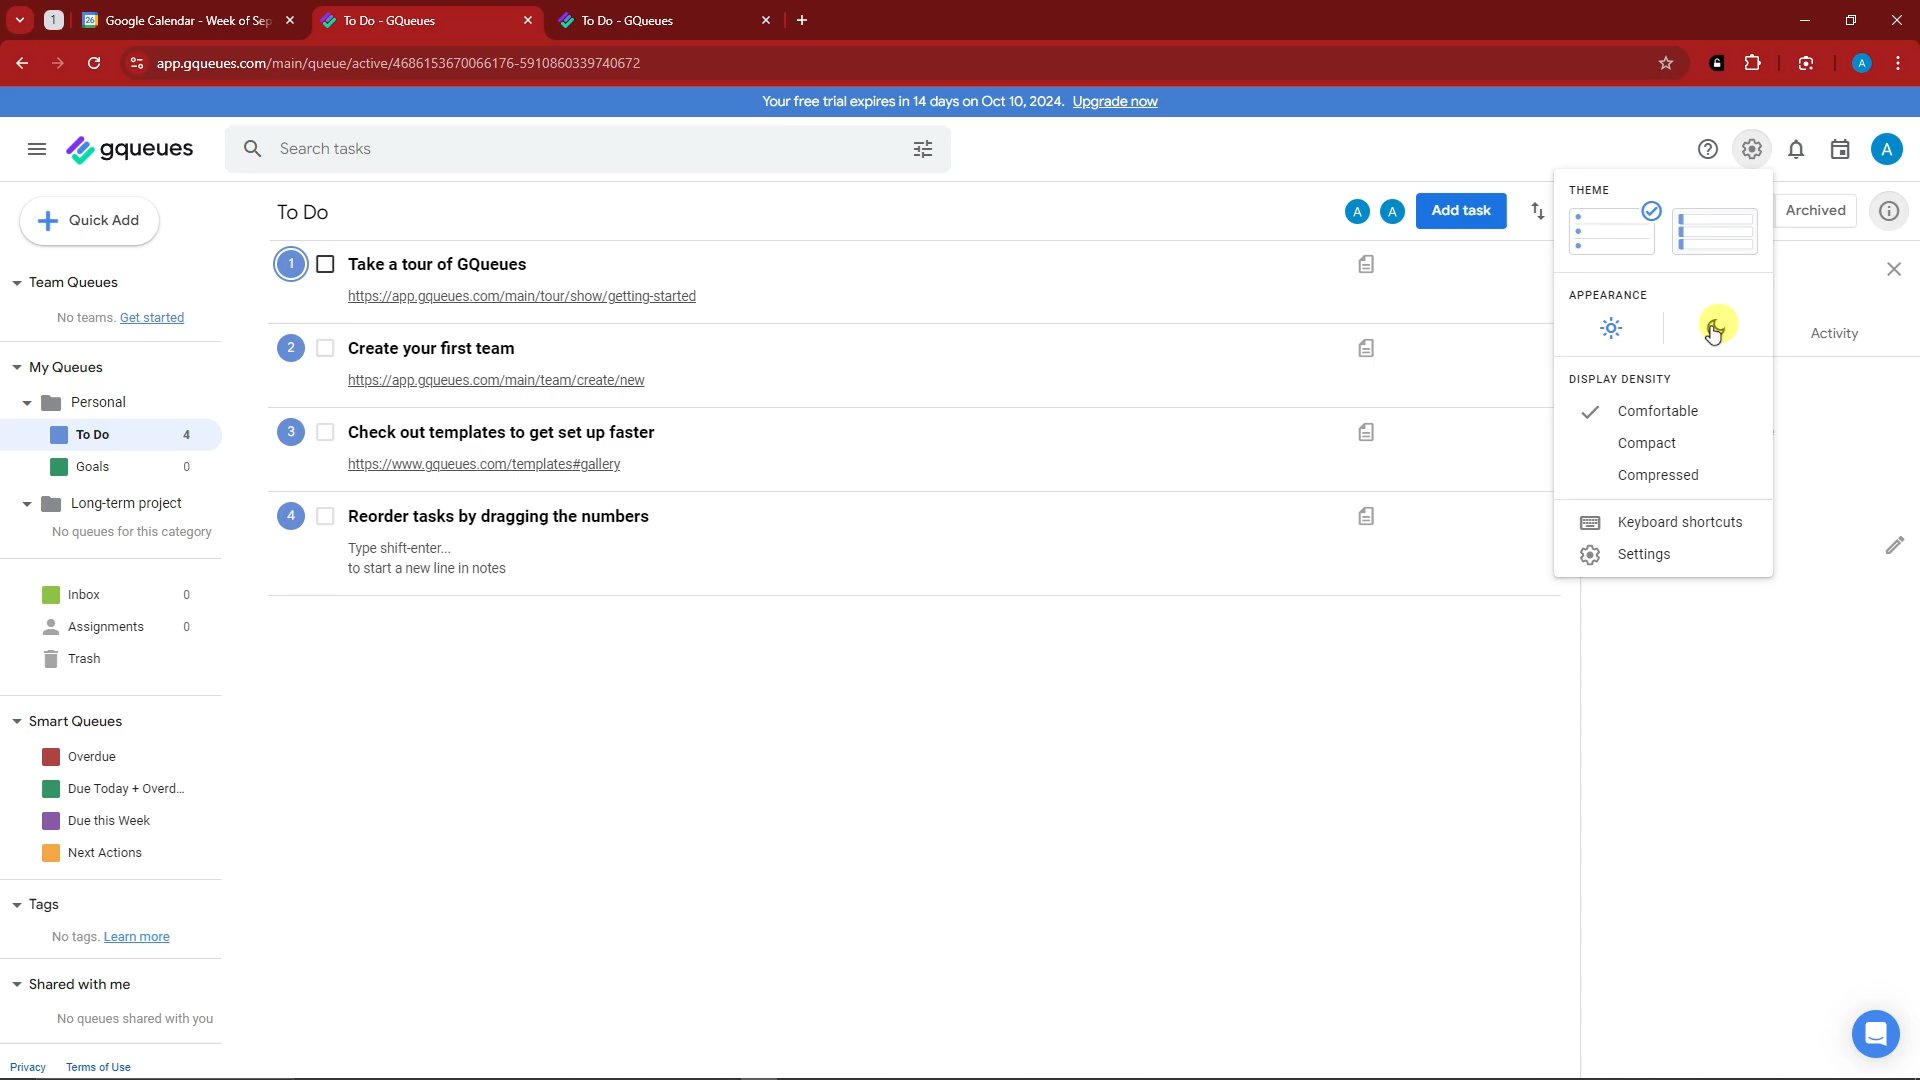 1
Google Calendar - Week of Sep
To Do - GQueues
To Do - GQueues
app.gqueues.com/main/queue/active/4686153670066176-5910860339740672
A
Your free trial expires in 14 days on Oct 10, 2024. Upgrade now
gqueues
Search tasks
A
Quick Add
To Do
A A
Add task
Archived
Team Queues
No teams. Get started
My Queues
Personal
To Do 4
Goals 0
Long-term project
No queues for this category
Inbox 0
Assignments 0
Trash
Smart Queues
Overdue
Due Today + Overd...
Due this Week
Next Actions
Tags
No tags. Learn more
Shared with me
No queues shared with you
Privacy Terms of Use
1 Take a tour of GQueues
https://app.gqueues.com/main/tour/show/getting-started
2 Create your first team
https://app.gqueues.com/main/team/create/new
3 Check out templates to get set up faster
https://www.gqueues.com/templates#gallery
4 Reorder tasks by dragging the numbers
Type shift-enter...
to start a new line in notes
THEME
APPEARANCE
DISPLAY DENSITY
Comfortable
Compact
Compressed
Keyboard shortcuts
Settings
Activity